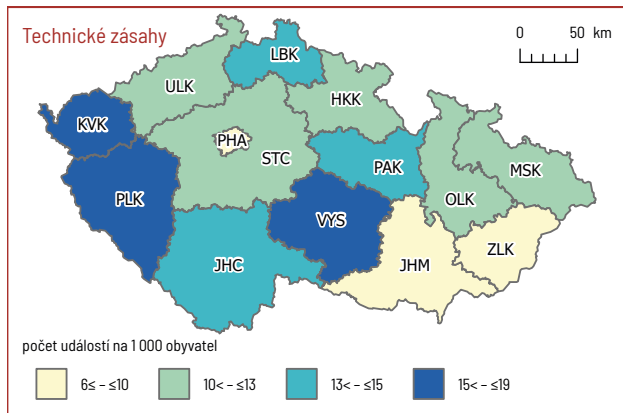 Technické zásahy
0 50 km
LBK
ULK
HKK
KVK
PHA
STC
PAK
MSK
OLK
PLK
VYS
ZLK
JHC
JHM
počet událostí na 1 000 obyvatel
6≤ – ≤10 10< – ≤13 13< – ≤15 15< – ≤19